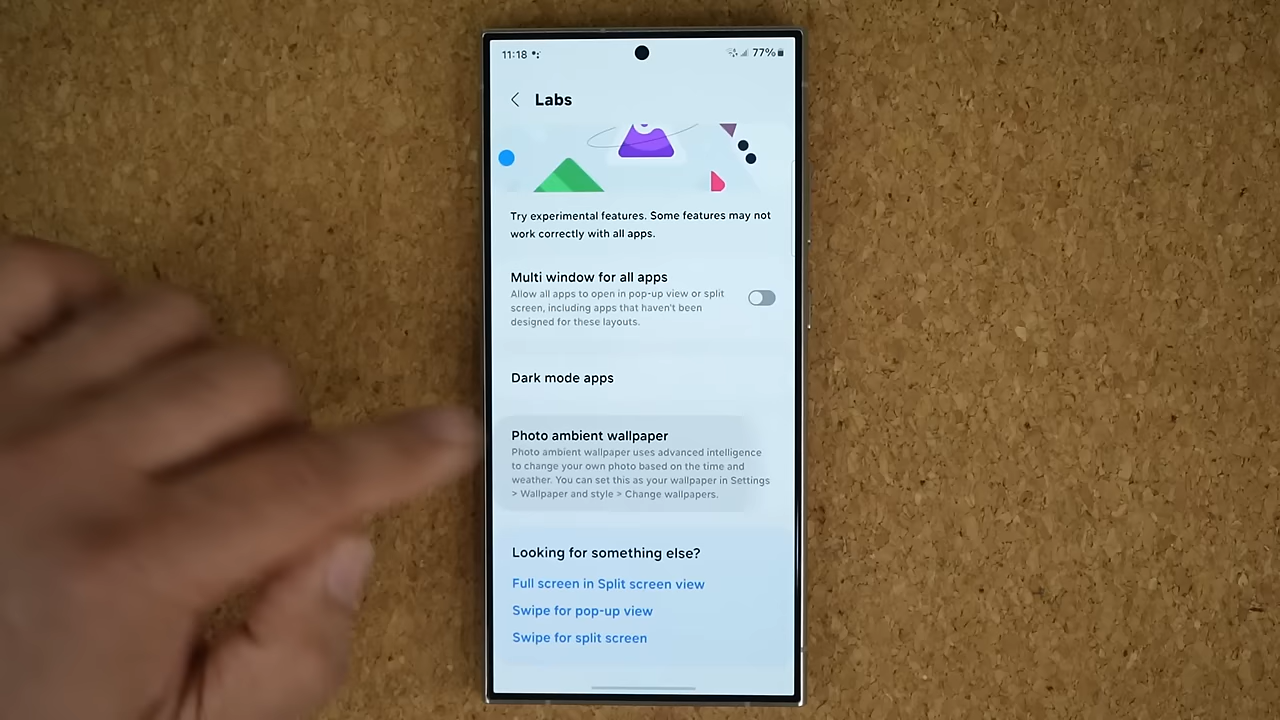 11:18
77%
Labs
Try experimental features. Some features may not
work correctly with all apps.
Multi window for all apps
Allow all apps to open in pop-up view or split
screen, including apps that haven't been
designed for these layouts.
Dark mode apps
Photo ambient wallpaper
Photo ambient wallpaper uses advanced intelligence
to change your own photo based on the time and
weather. You can set this as your wallpaper in Settings
> Wallpaper and style > Change wallpapers.
Looking for something else?
Full screen in Split screen view
Swipe for pop-up view
Swipe for split screen